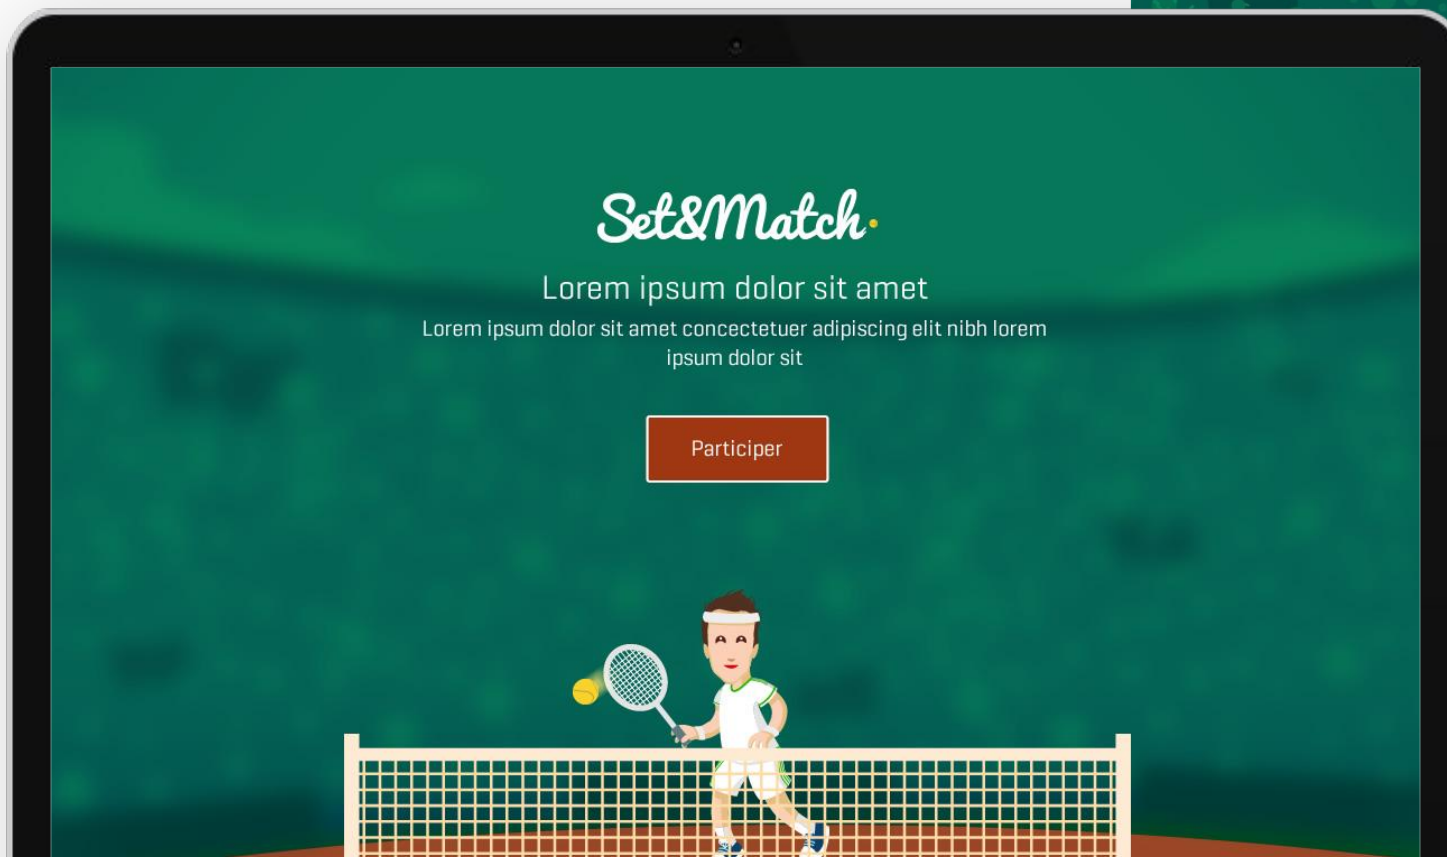 Set&Match.
Lorem ipsum dolor sit amet
Lorem ipsum dolor sit amet concectetuer adipiscing elit nibh lorem
ipsum dolor sit
Participer